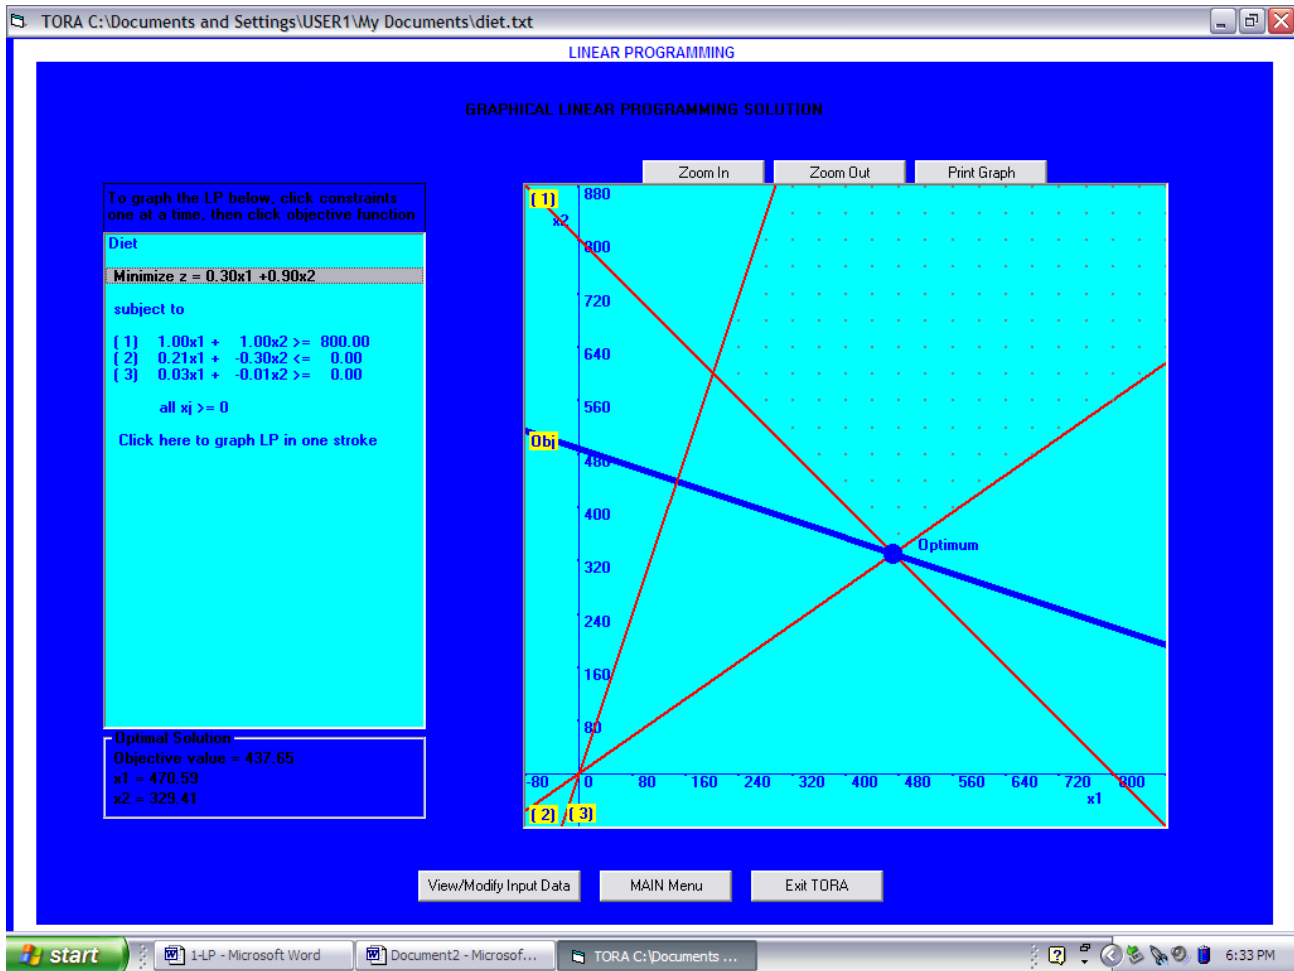 TORA C:\Documents and Settings\USER1\My Documents\diet.txt
LINEAR PROGRAMMING
GRAPHICAL LINEAR PROGRAMMING SOLUTION
Zoom In Zoom Out Print Graph
To graph the LP below, click constraints
one at a time, then click objective function
Diet
Minimize z = 0.30x1 +0.90x2
subject to
( 1) 1.00x1 + 1.00x2 >= 800.00
( 2) 0.21x1 + -0.30x2 <= 0.00
( 3) 0.03x1 + -0.01x2 >= 0.00
all xj >= 0
Click here to graph LP in one stroke
Optimal Solution
Objective value = 437.65
x1 = 470.59
x2 = 329.41
( 1) 880
x2
800
720
640
560
Obj
480
400
Optimum
320
240
160
80
-80 0 80 160 240 320 400 480 560 640 720 800
x1
( 2) ( 3)
View/Modify Input Data MAIN Menu Exit TORA
start 1-LP - Microsoft Word Document2 - Microsof... TORA C:\Documents ... 6:33 PM